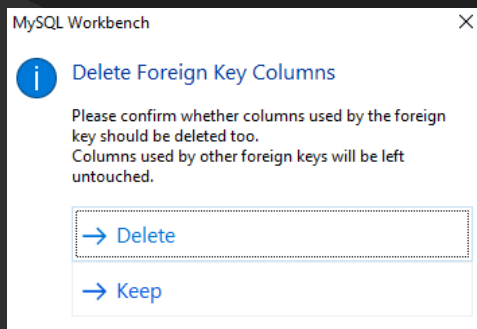 MySQL Workbench
Delete Foreign Key Columns
Please confirm whether columns used by the foreign
key should be deleted too.
Columns used by other foreign keys will be left
untouched.
Delete
Keep